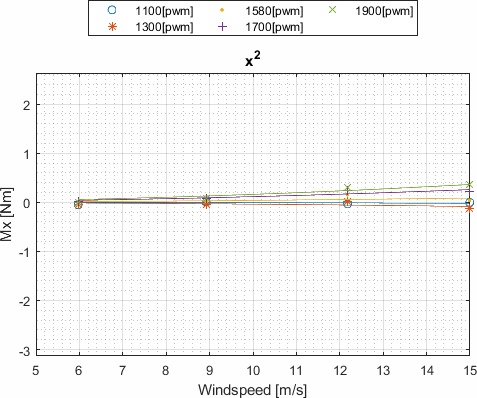 1100[pwm] 1580[pwm] 1900[pwm]
1300[pwm] 1700[pwm]
x²
Mx [Nm]
2
1
0
-1
-2
-3
5 6 7 8 9 10 11 12 13 14 15
Windspeed [m/s]